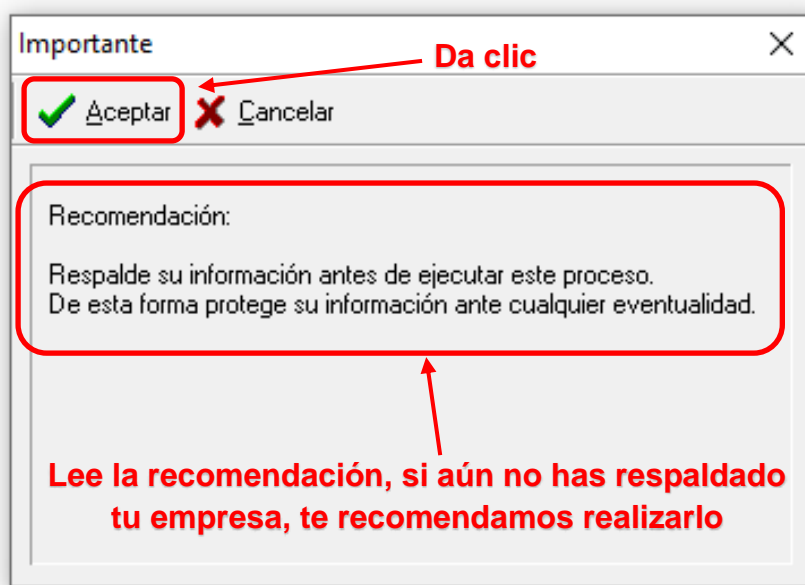 Importante
Da clic
Aceptar Cancelar
Recomendación:
Respalde su información antes de ejecutar este proceso.
De esta forma protege su información ante cualquier eventualidad.
Lee la recomendación, si aún no has respaldado
tu empresa, te recomendamos realizarlo